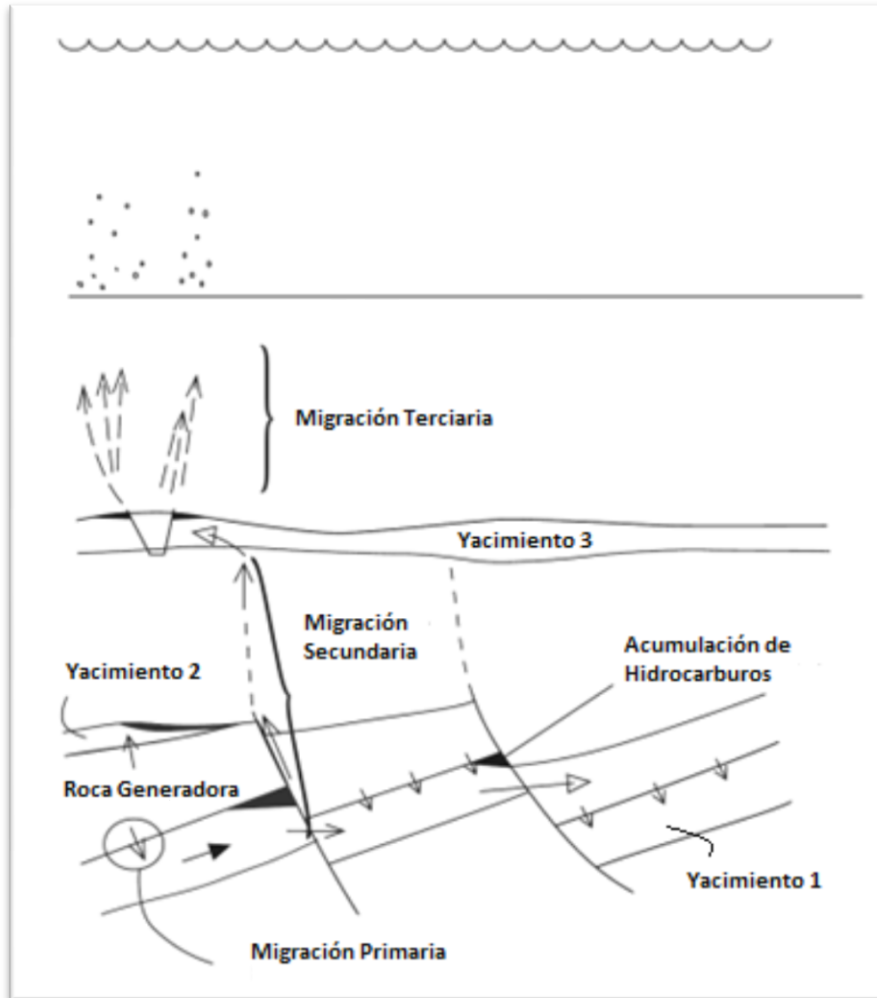 Migración Terciaria
Yacimiento 3
Migración
Secundaria
Acumulación de
Hidrocarburos
Yacimiento 2
Roca Generadora
Yacimiento 1
Migración Primaria